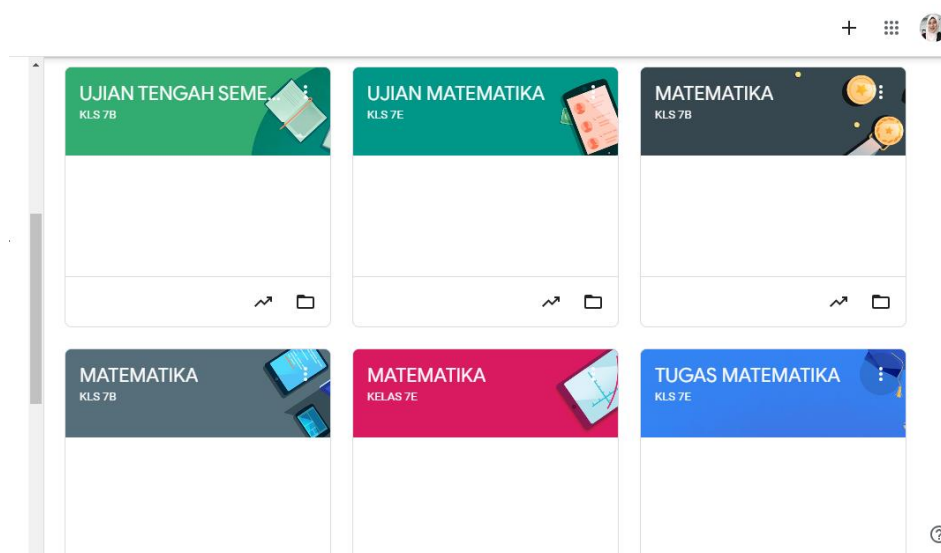 UJIAN TENGAH SEME...
KLS 7B
UJIAN MATEMATIKA
KLS 7E
MATEMATIKA
KLS 7B
MATEMATIKA
KLS 7B
MATEMATIKA
KELAS 7E
TUGAS MATEMATIKA
KLS 7E